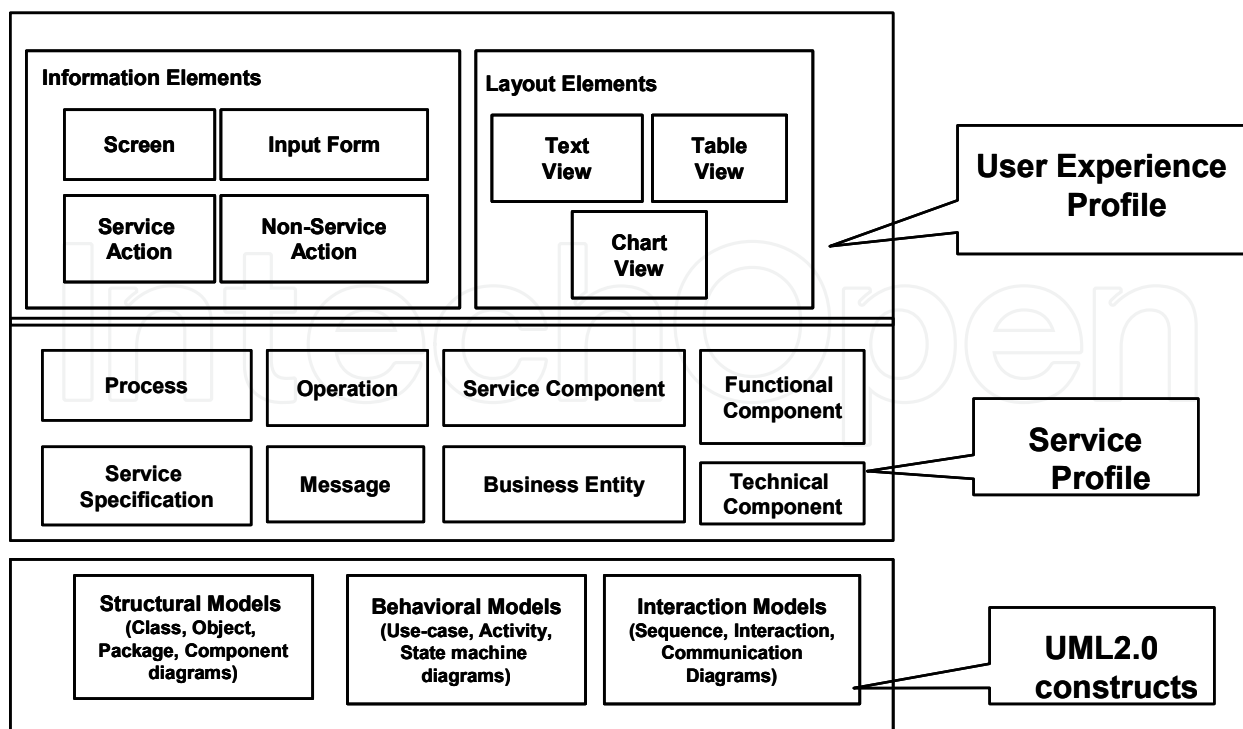 Information Elements
Screen
Input Form
Service
Action
Non-Service
Action
Layout Elements
Text
View
Table
View
Chart
View
User Experience
Profile
Process
Operation
Service Component
Functional
Component
Service
Specification
Message
Business Entity
Technical
Component
Service
Profile
Structural Models
(Class, Object,
Package, Component
diagrams)
Behavioral Models
(Use-case, Activity,
State machine
diagrams)
Interaction Models
(Sequence, Interaction,
Communication
Diagrams)
UML2.0
constructs
IntechOpen